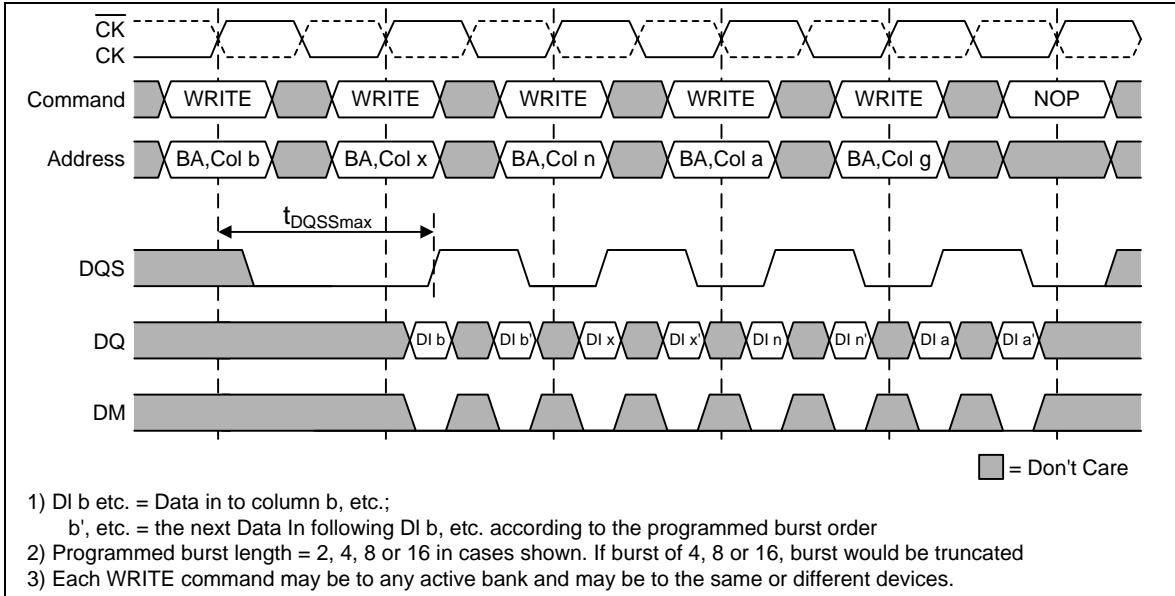 C̅K̅
CK
Command WRITE WRITE WRITE WRITE WRITE NOP
Address BA,Col b BA,Col x BA,Col n BA,Col a BA,Col g
tDQSSmax
DQS
DQ DI b DI b' DI x DI x' DI n DI n' DI a DI a'
DM
= Don't Care
1) DI b etc. = Data in to column b, etc.;
b', etc. = the next Data In following DI b, etc. according to the programmed burst order
2) Programmed burst length = 2, 4, 8 or 16 in cases shown. If burst of 4, 8 or 16, burst would be truncated
3) Each WRITE command may be to any active bank and may be to the same or different devices.